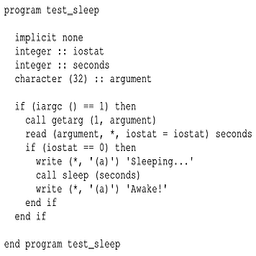 program test_sleep
implicit none
integer :: iostat
integer :: seconds
character (32) :: argument
if (iargc () == 1) then
call getarg (1, argument)
read (argument, *, iostat = iostat) seconds
if (iostat == 0) then
write (*, '(a)') 'Sleeping...'
call sleep (seconds)
write (*, '(a)') 'Awake!'
end if
end if
end program test_sleep